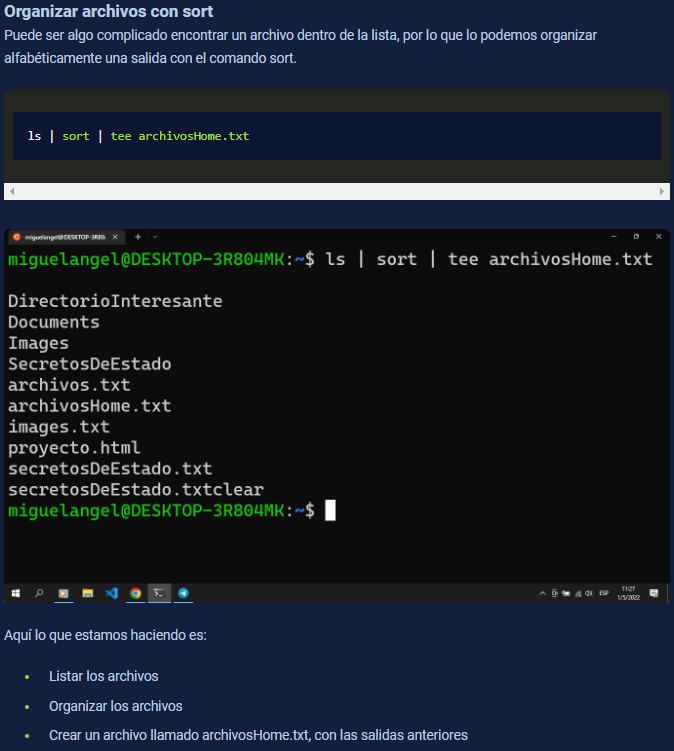 Organizar archivos con sort
Puede ser algo complicado encontrar un archivo dentro de la lista, por lo que lo podemos organizar
alfabéticamente una salida con el comando sort.
ls | sort | tee archivosHome.txt
miguelangel@DESKTOP-3R80
miguelangel@DESKTOP-3R804MK:~$ ls | sort | tee archivosHome.txt
DirectorioInteresante
Documents
Images
SecretosDeEstado
archivos.txt
archivosHome.txt
images.txt
proyecto.html
secretosDeEstado.txt
secretosDeEstado.txtclear
miguelangel@DESKTOP-3R804MK:~$
ESP
11:27
1/5/2022
Aquí lo que estamos haciendo es:
• Listar los archivos
• Organizar los archivos
• Crear un archivo llamado archivosHome.txt, con las salidas anteriores